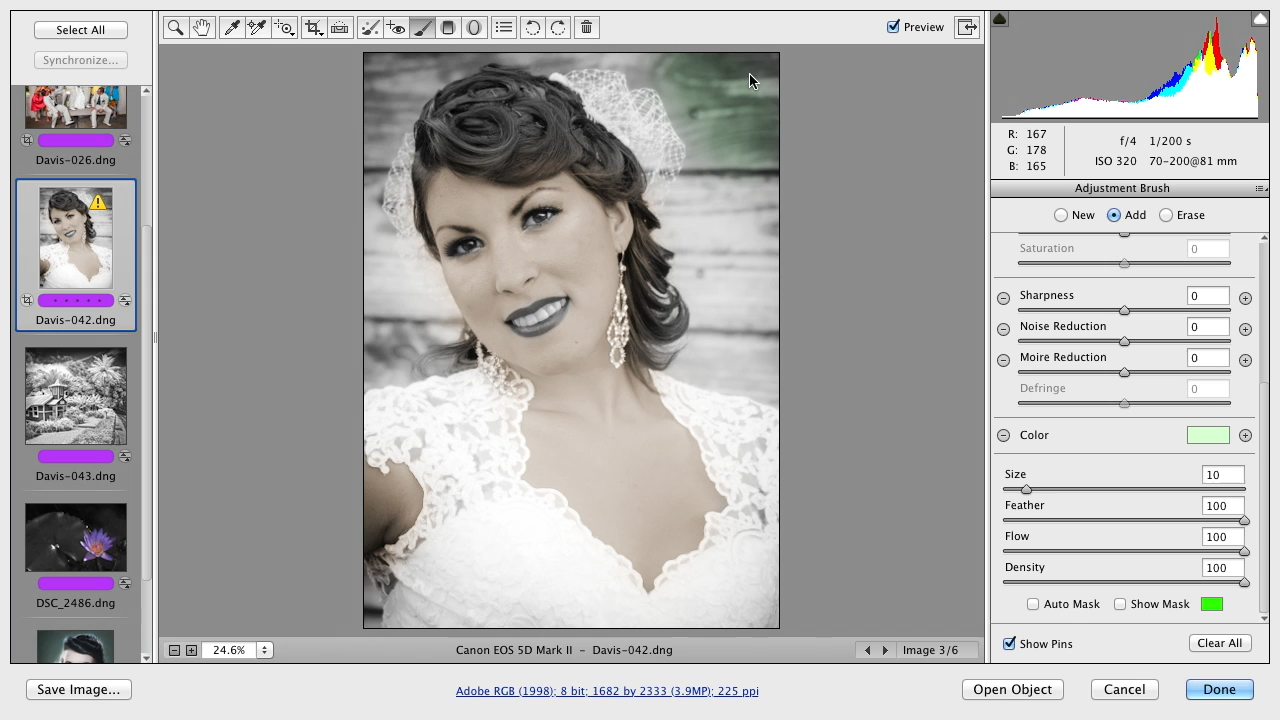 Select All
Synchronize...
Preview
Davis-026.dng
Davis-042.dng
Davis-043.dng
DSC_2486.dng
24.6%
Canon EOS 5D Mark II – Davis-042.dng
Image 3/6
R: 167
G: 178
B: 165
f/4 1/200 s
ISO 320 70-200@81 mm
Adjustment Brush
New Add Erase
Saturation 0
Sharpness 0
Noise Reduction 0
Moire Reduction 0
Defringe 0
Color
Size 10
Feather 100
Flow 100
Density 100
Auto Mask Show Mask
Show Pins Clear All
Save Image...
Adobe RGB (1998); 8 bit; 1682 by 2333 (3.9MP); 225 ppi
Open Object Cancel Done